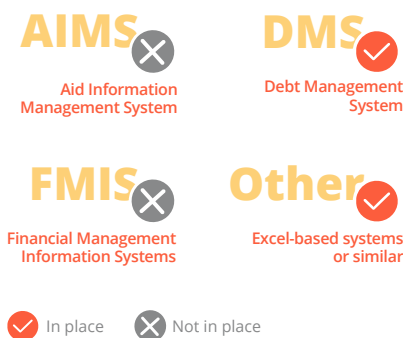 AIMS
Aid Information
Management System
DMS
Debt Management
System
FMIS
Financial Management
Information Systems
Other
Excel-based systems
or similar
In place
Not in place